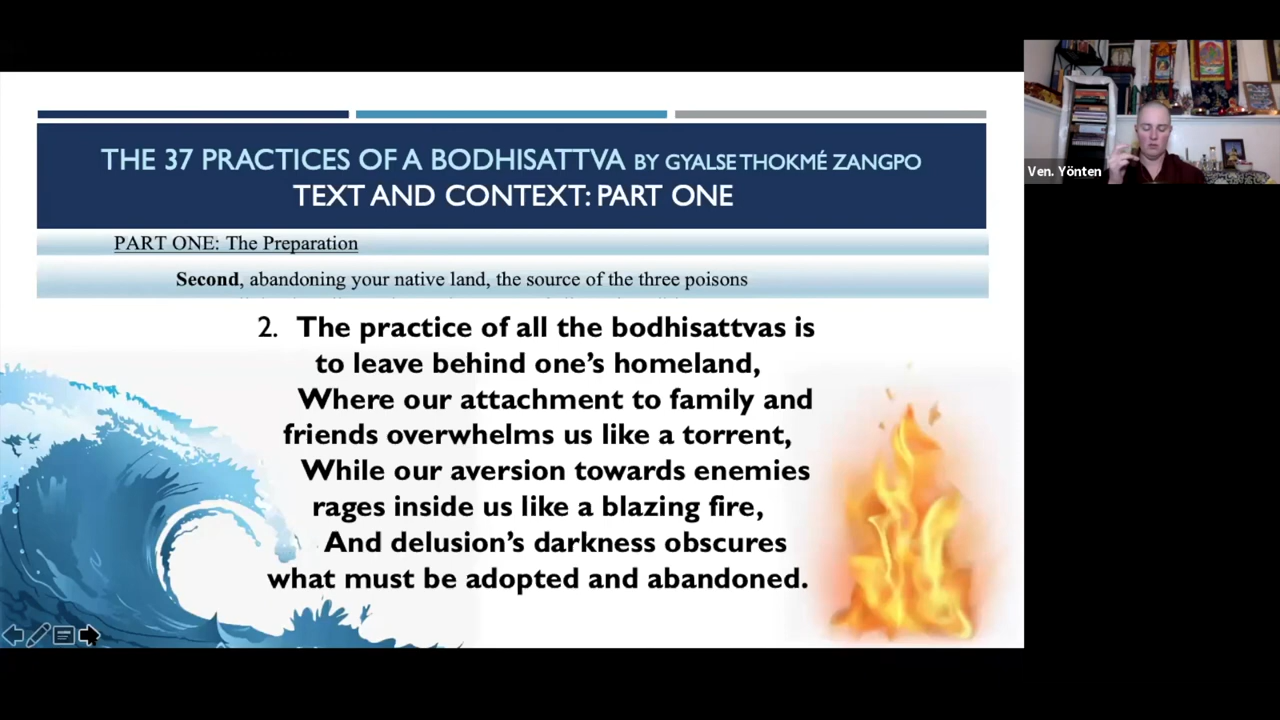 THE 37 PRACTICES OF A BODHISATTVA BY GYALSE THOKMÉ ZANGPO
TEXT AND CONTEXT: PART ONE
PART ONE: The Preparation
Second, abandoning your native land, the source of the three poisons
2. The practice of all the bodhisattvas is
to leave behind one’s homeland,
Where our attachment to family and
friends overwhelms us like a torrent,
While our aversion towards enemies
rages inside us like a blazing fire,
And delusion’s darkness obscures
what must be adopted and abandoned.
Ven. Yönten